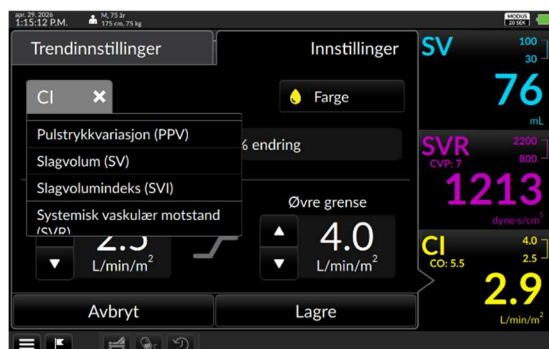 apr. 29, 2026
1:15:12 P.M.
M, 75 år
175 cm, 75 kg
MODUS
20 SEK
Trendinnstillinger
Innstillinger
CI
Farge
Pulstrykkvariasjon (PPV)
Slagvolum (SV)
Slagvolumindeks (SVI)
Systemisk vaskulær motstand
(SVR)
% endring
2.5
L/min/m²
Øvre grense
4.0
L/min/m²
Avbryt
Lagre
SV
100
30
76
mL
SVR
CVP: 7
2200
800
1213
dyne-s/cm⁵
CI
CO: 5.5
4.0
2.5
2.9
L/min/m²